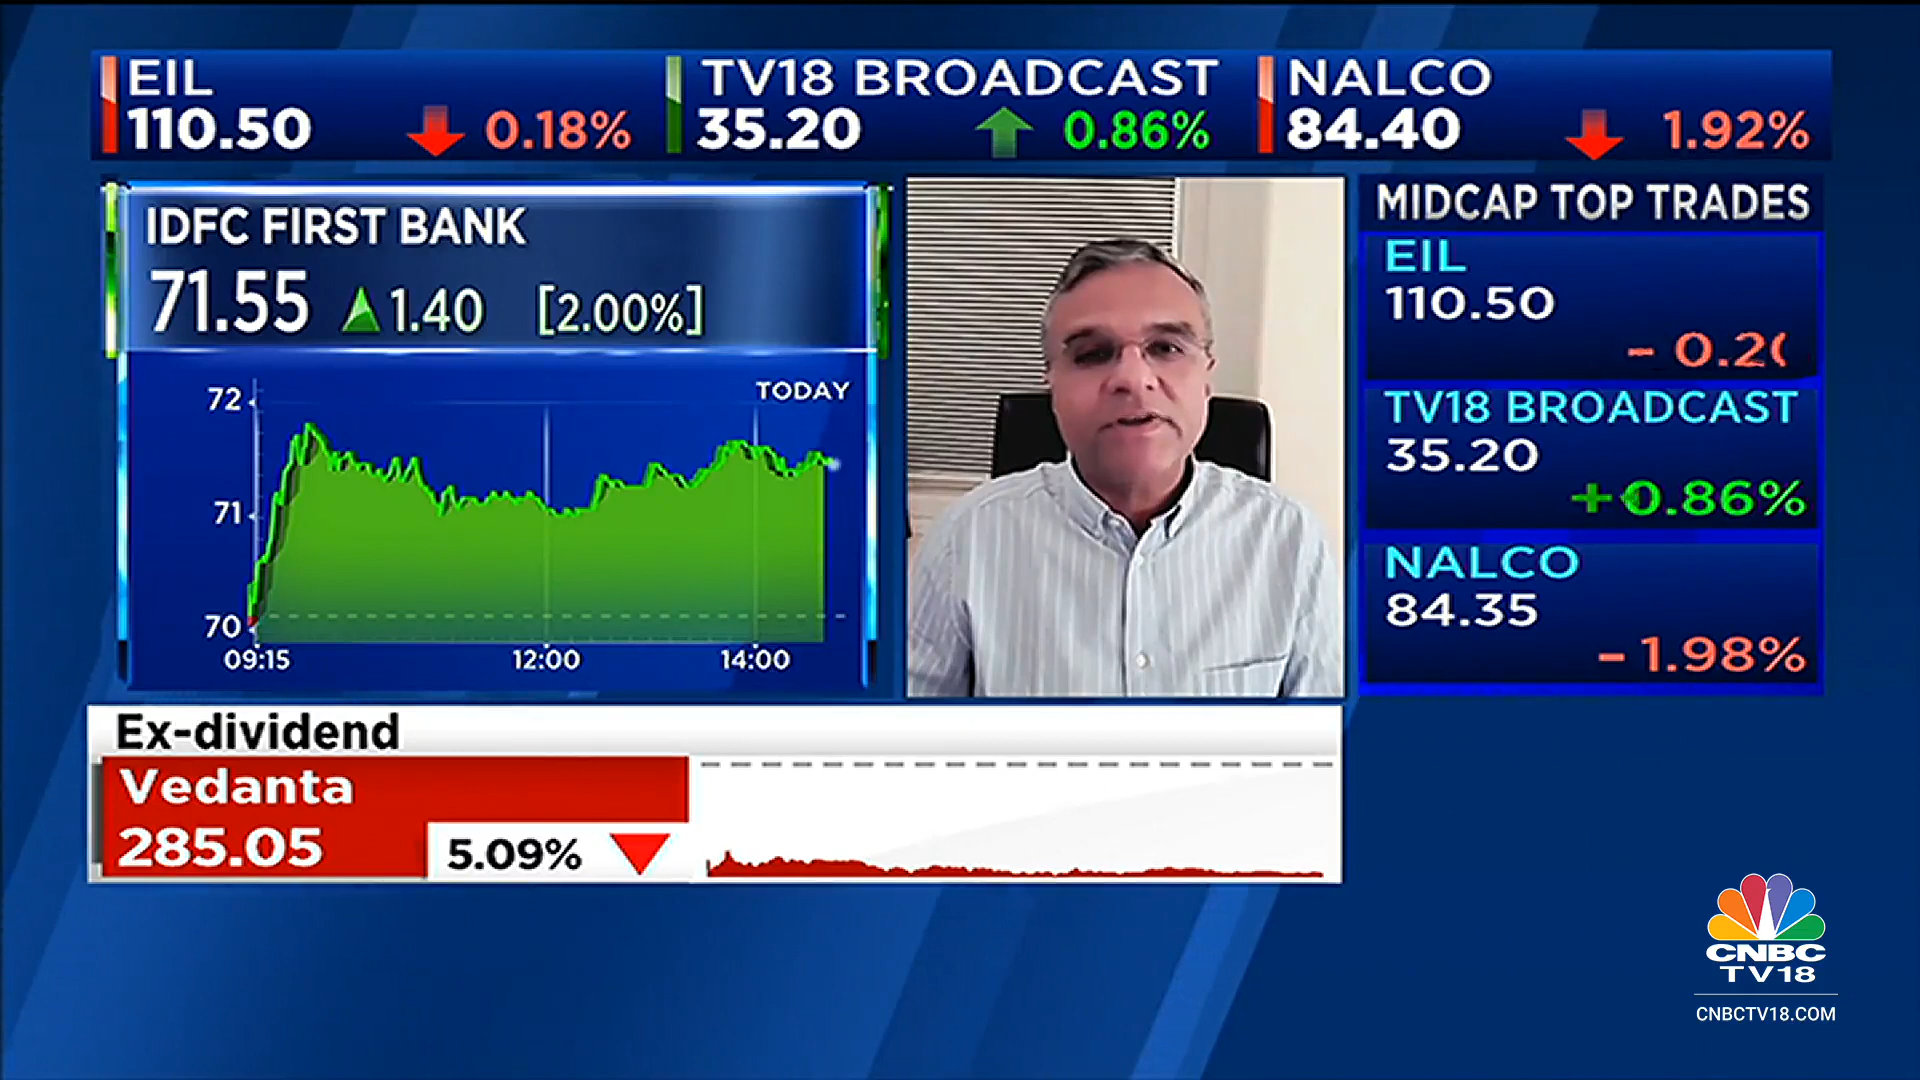 EIL
110.50 0.18%
TV18 BROADCAST
35.20 0.86%
NALCO
84.40 1.92%
IDFC FIRST BANK
71.55 1.40 [2.00%]
TODAY
72
71
70
09:15 12:00 14:00
MIDCAP TOP TRADES
EIL
110.50
TV18 BROADCAST
35.20
+0.86%
NALCO
84.35
- 1.98%
Ex-dividend
Vedanta
285.05
5.09%
CNBC
TV18
CNBCTV18.COM